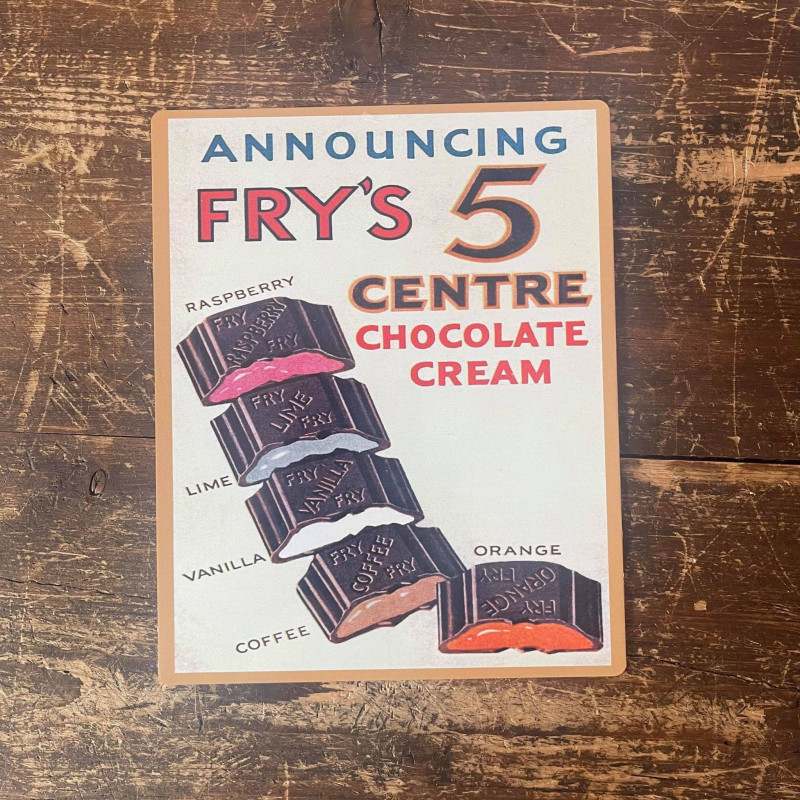 ANNOUNCING
FRY'S 5
CENTRE
CHOCOLATE
CREAM
RASPBERRY
FRY
RASPBERRY
FRY
FRY
LIME
FRY
LIME
FRY
VANILLA
FRY
VANILLA
FRY
COFFEE
FRY
COFFEE
ORANGE
FRY
ORANGE
FRY